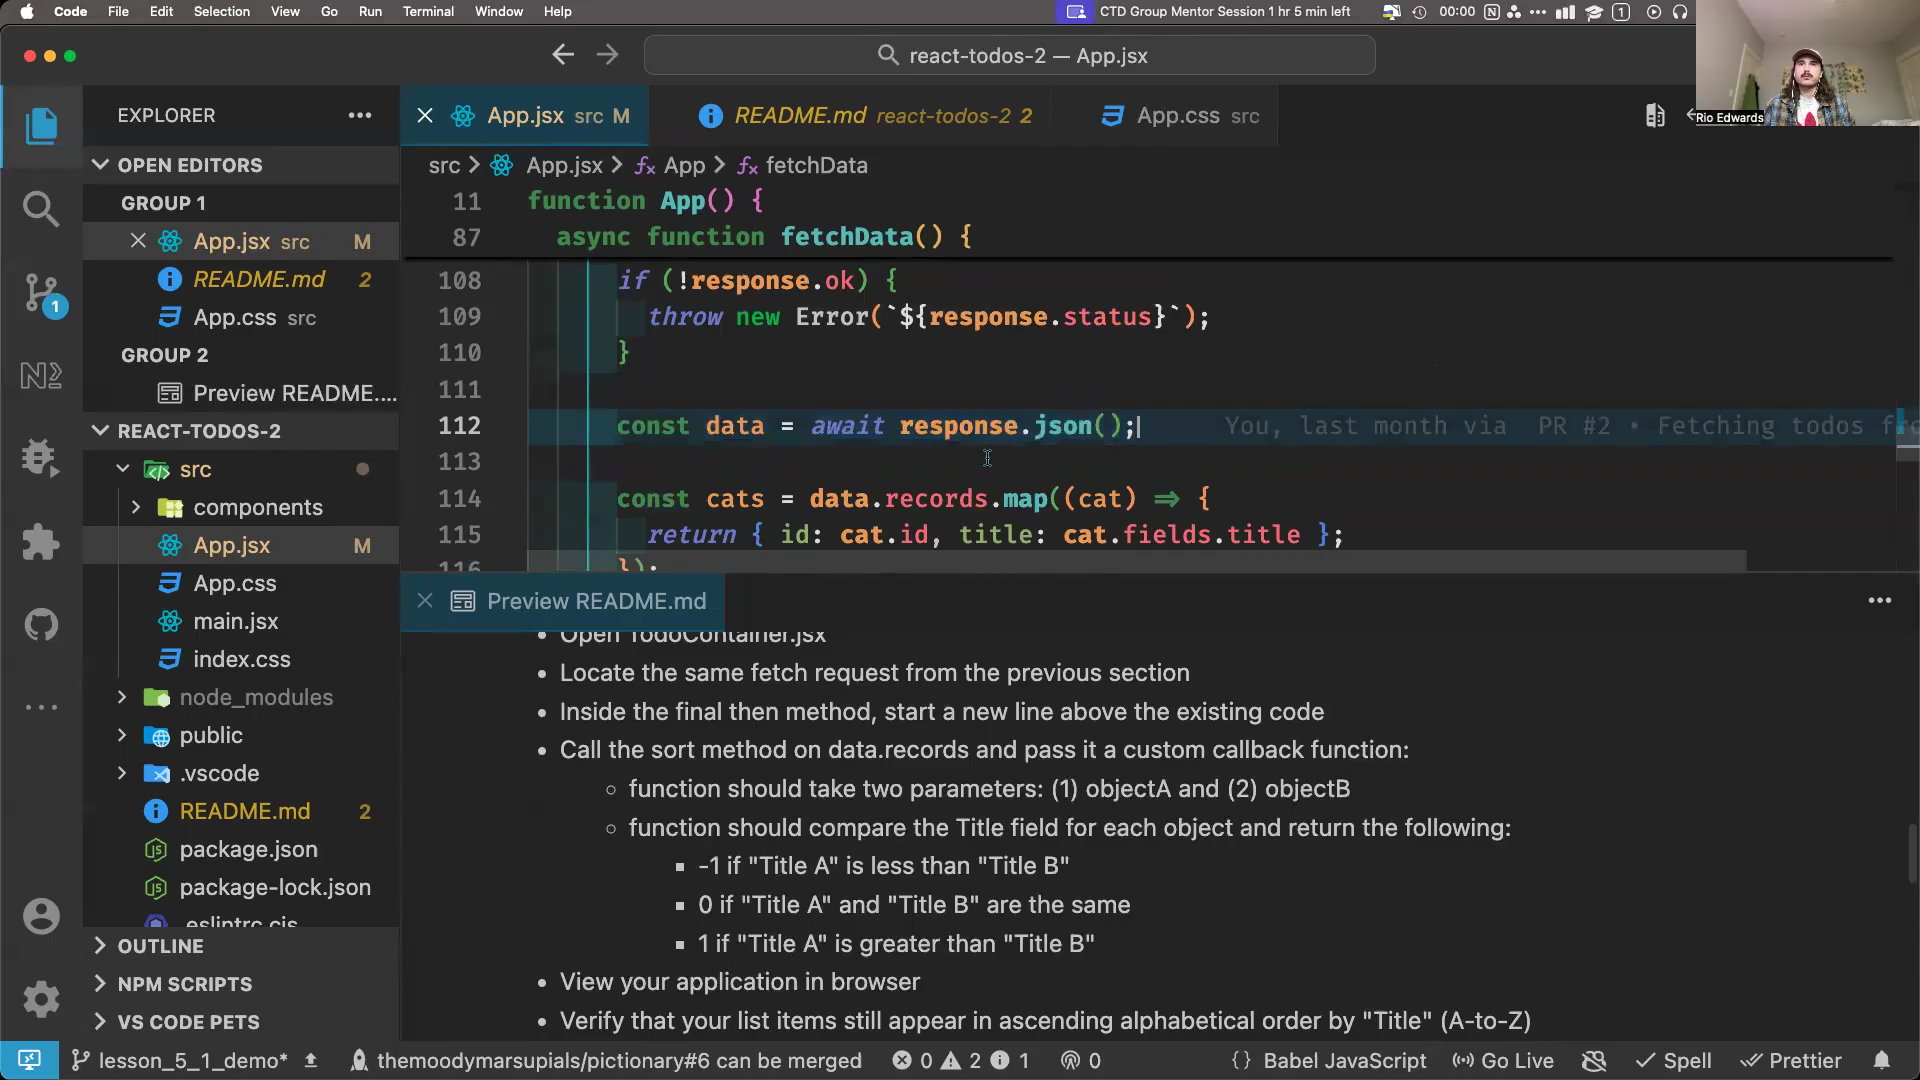 Code File Edit Selection View Go Run Terminal Window Help
CTD Group Mentor Session 1 hr 5 min left 00:00 1
react-todos-2 — App.jsx
Rio Edwards
EXPLORER
OPEN EDITORS
GROUP 1
App.jsx src M
README.md 2
App.css src
GROUP 2
Preview README....
REACT-TODOS-2
src
components
App.jsx M
App.css
main.jsx
index.css
node_modules
public
.vscode
README.md 2
package.json
package-lock.json
.eslintrc.cjs
OUTLINE
NPM SCRIPTS
VS CODE PETS
1
App.jsx src M
README.md react-todos-2 2
App.css src
src > App.jsx > App > fetchData
11 function App() {
87 async function fetchData() {
108 if (!response.ok) {
109 throw new Error(`${response.status}`);
110 }
111
112 const data = await response.json(); You, last month via PR #2 • Fetching todos fro
113
114 const cats = data.records.map((cat) => {
115 return { id: cat.id, title: cat.fields.title };
116 });
Preview README.md
• Open TodoContainer.jsx
• Locate the same fetch request from the previous section
• Inside the final then method, start a new line above the existing code
• Call the sort method on data.records and pass it a custom callback function:
◦ function should take two parameters: (1) objectA and (2) objectB
◦ function should compare the Title field for each object and return the following:
▪ -1 if "Title A" is less than "Title B"
▪ 0 if "Title A" and "Title B" are the same
▪ 1 if "Title A" is greater than "Title B"
• View your application in browser
• Verify that your list items still appear in ascending alphabetical order by "Title" (A-to-Z)
lesson_5_1_demo* themoodymarsupials/pictionary#6 can be merged 0 2 1 0 {} Babel JavaScript Go Live Spell Prettier